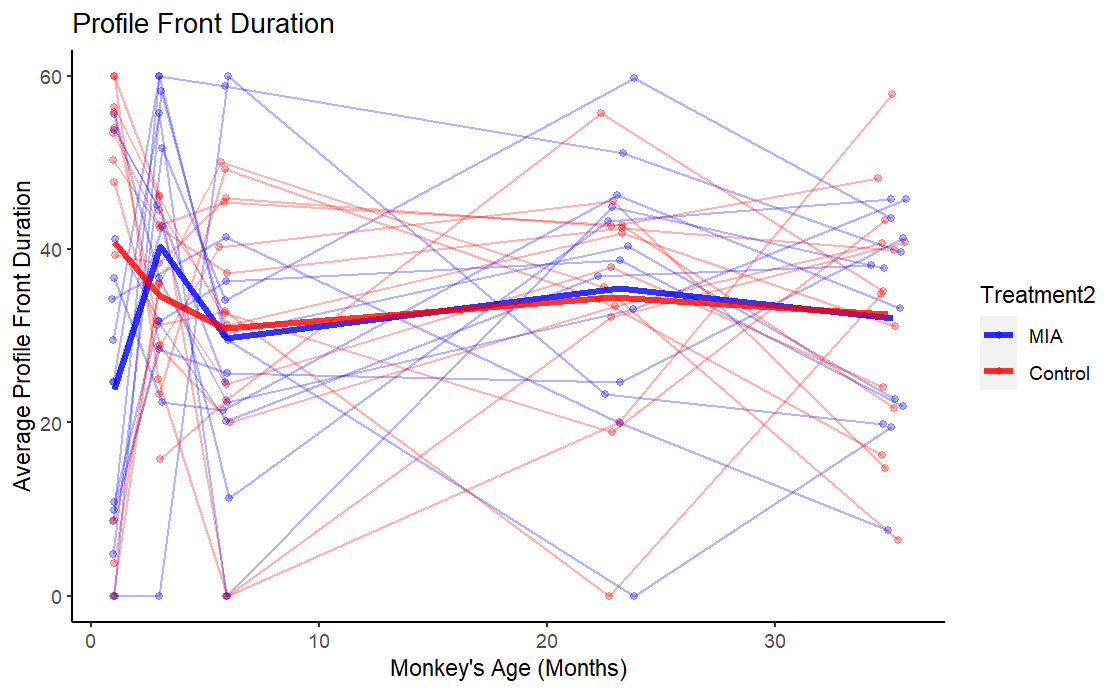 Profile Front Duration
Average Profile Front Duration
60
40
20
0
0 10 20 30
Monkey's Age (Months)
Treatment2
MIA
Control